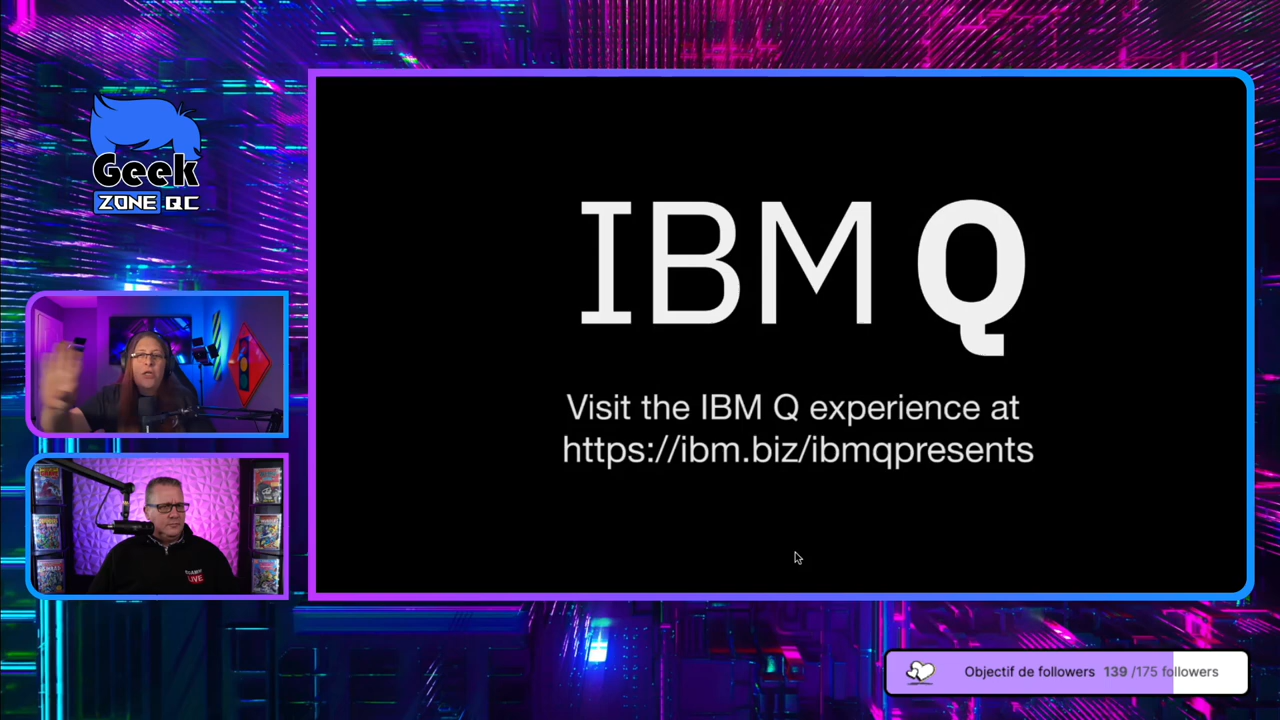 Geek
ZONE QC
IBM Q
Visit the IBM Q experience at
https://ibm.biz/ibmqpresents
LIVE
Objectif de followers 139 /175 followers